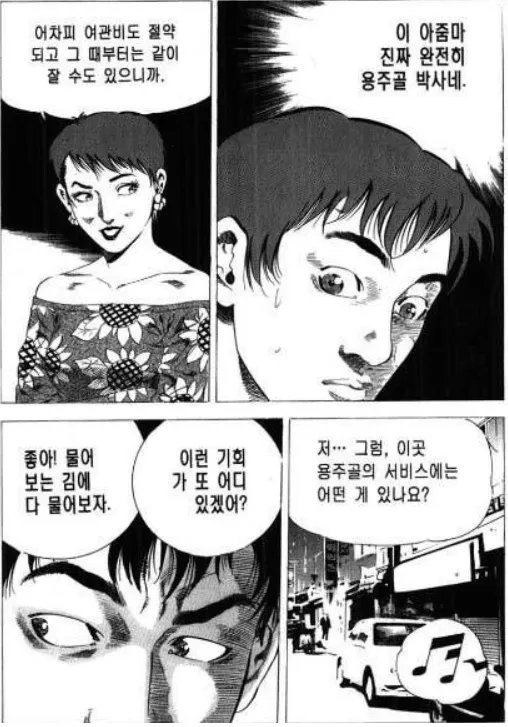 어차피 여관비도 절약
되고 그 때부터는 같이
잘 수도 있으니까.
이 아줌마
진짜 완전히
용주골 박사네.
좋아! 물어
보는 김에
다 물어보자.
이런 기회
가 또 어디
있겠어?
저… 그럼, 이곳
용주골의 서비스에는
어떤 게 있나요?